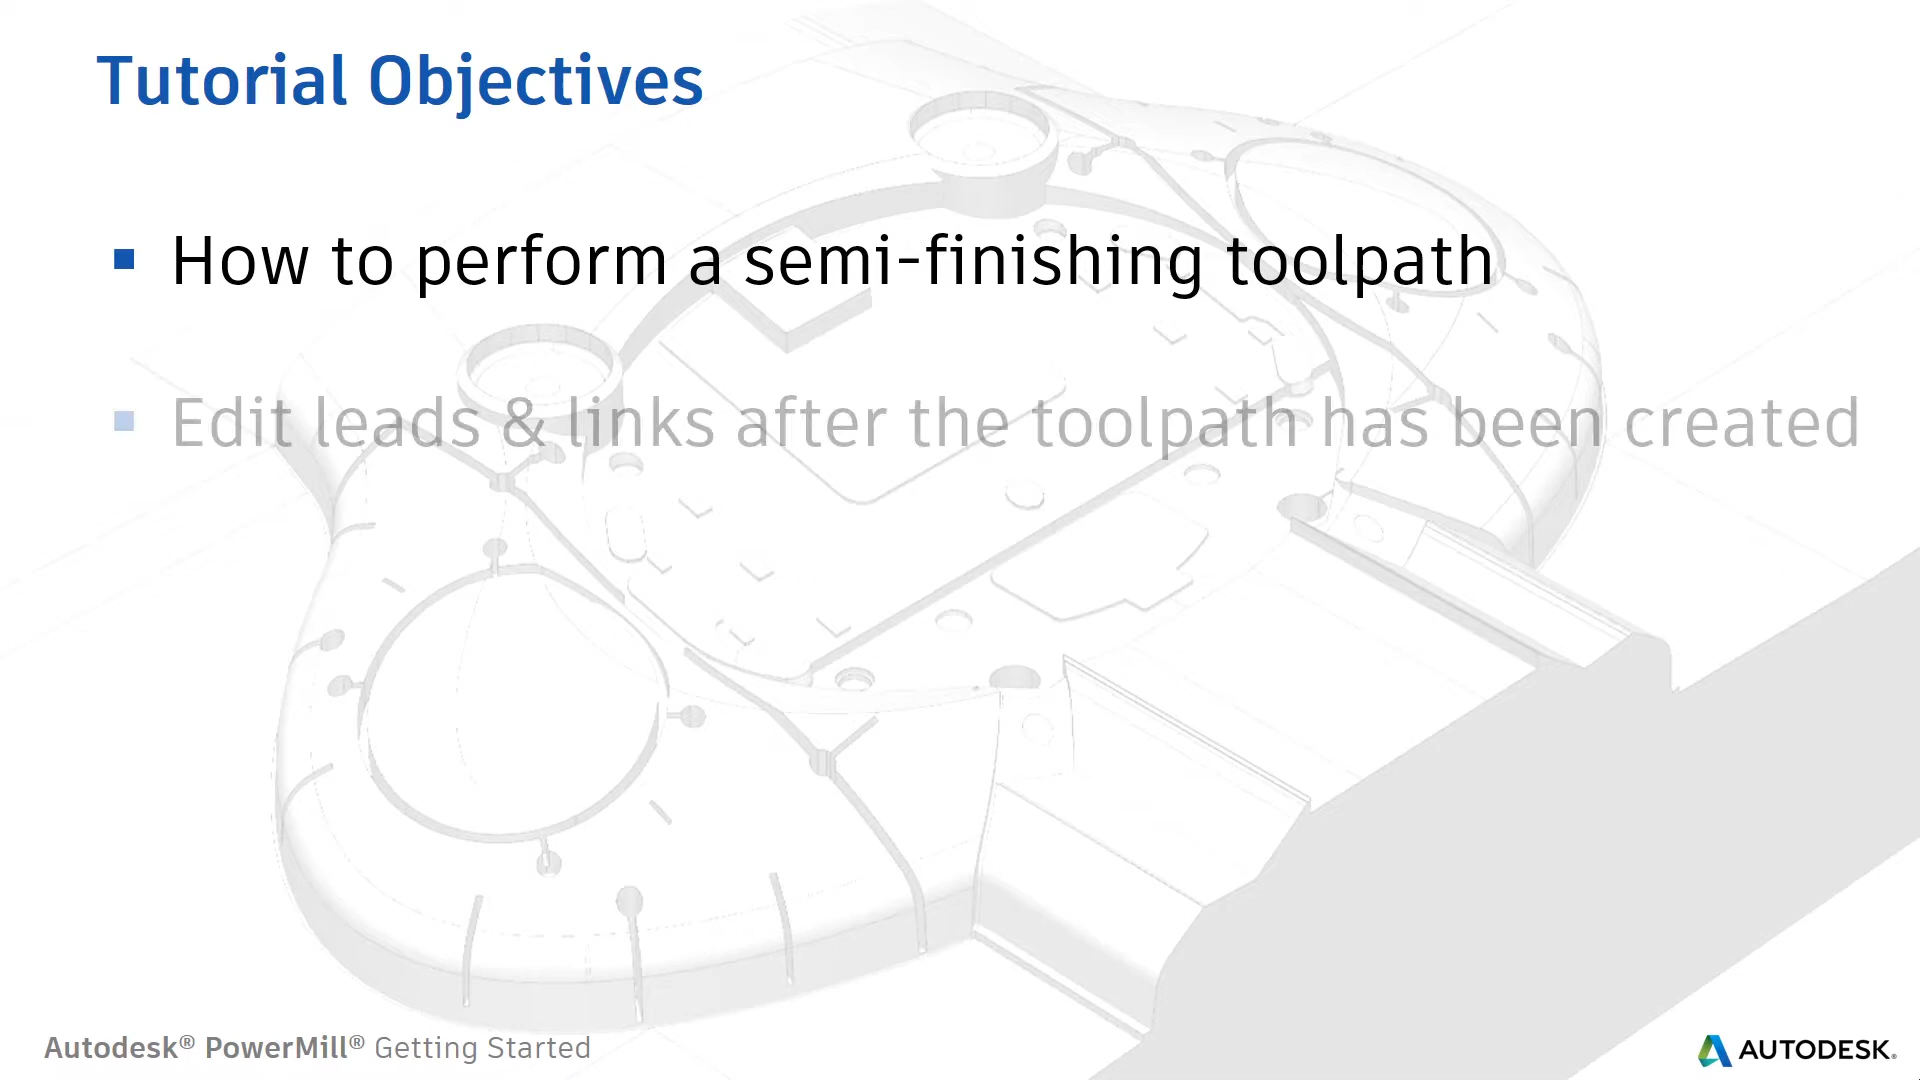 Tutorial Objectives
▪ How to perform a semi-finishing toolpath
▪ Edit leads & links after the toolpath has been created
Autodesk® PowerMill® Getting Started
AUTODESK®